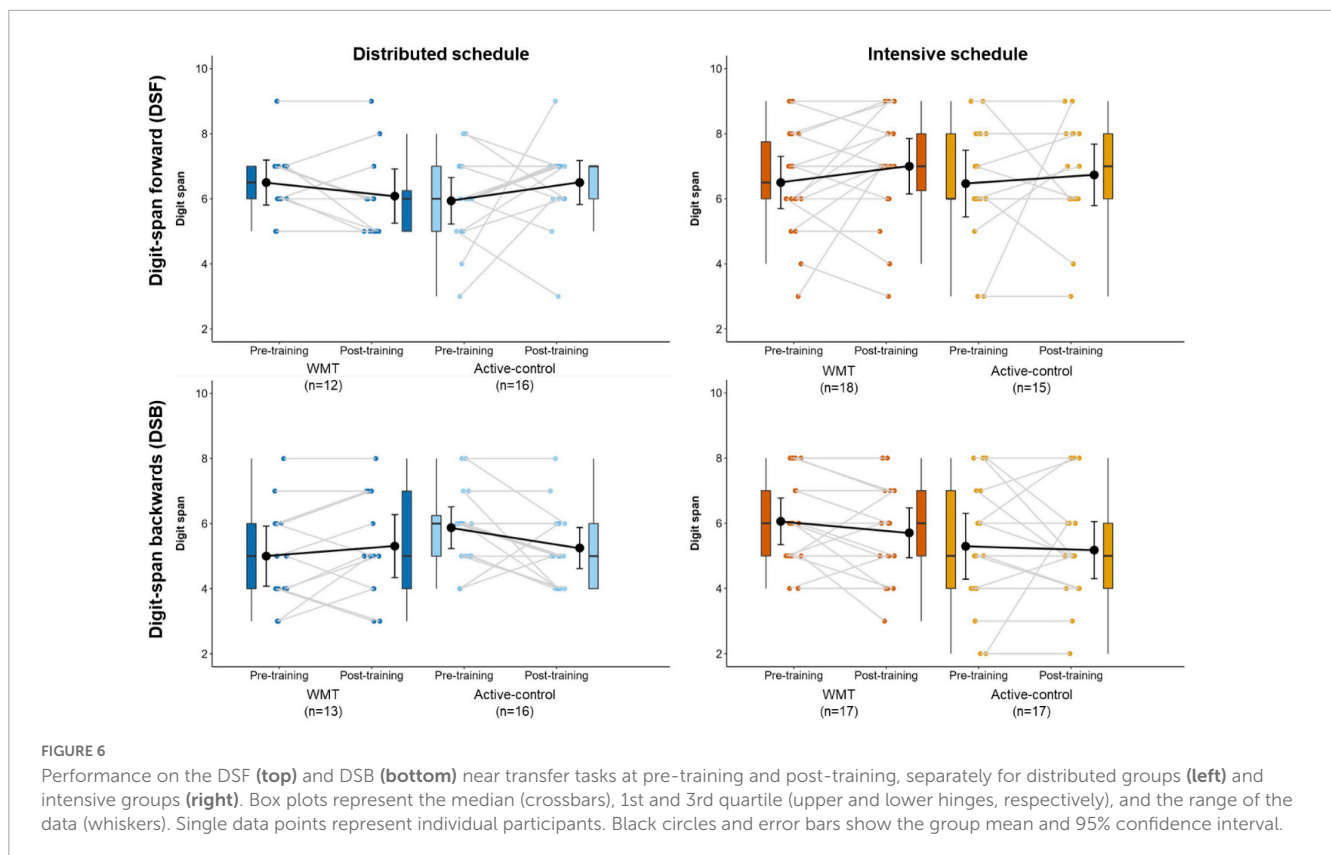 Distributed schedule
Intensive schedule
Digit-span forward (DSF)
Digit span
10
8
6
4
2
Pre-training Post-training Pre-training Post-training
WMT Active-control
(n=12) (n=16)
Digit span
10
8
6
4
2
Pre-training Post-training Pre-training Post-training
WMT Active-control
(n=18) (n=15)
Digit-span backwards (DSB)
Digit span
10
8
6
4
2
Pre-training Post-training Pre-training Post-training
WMT Active-control
(n=13) (n=16)
Digit span
10
8
6
4
2
Pre-training Post-training Pre-training Post-training
WMT Active-control
(n=17) (n=17)
FIGURE 6
Performance on the DSF (top) and DSB (bottom) near transfer tasks at pre-training and post-training, separately for distributed groups (left) and
intensive groups (right). Box plots represent the median (crossbars), 1st and 3rd quartile (upper and lower hinges, respectively), and the range of the
data (whiskers). Single data points represent individual participants. Black circles and error bars show the group mean and 95% confidence interval.